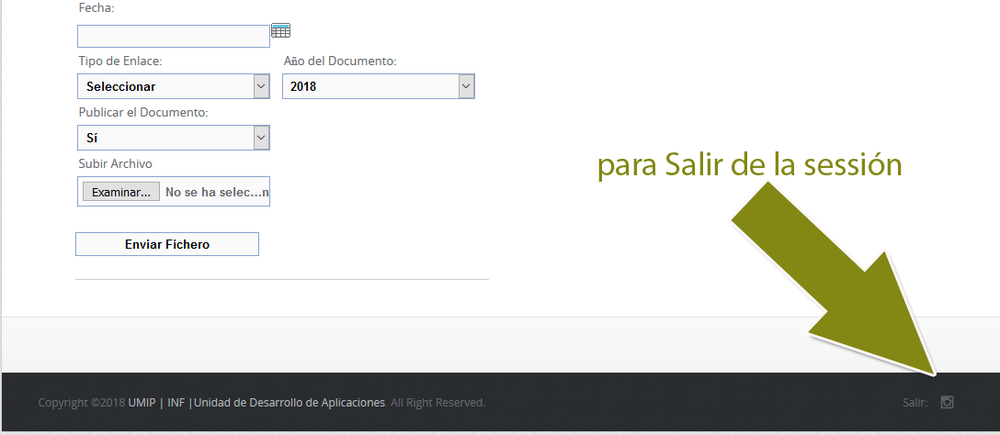 Fecha:
Tipo de Enlace: Año del Documento:
Seleccionar 2018
Publicar el Documento:
Sí
para Salir de la sessión
Subir Archivo
Examinar... No se ha selec...n
Enviar Fichero
Copyright ©2018 UMIP | INF |Unidad de Desarrollo de Aplicaciones. All Right Reserved. Salir: